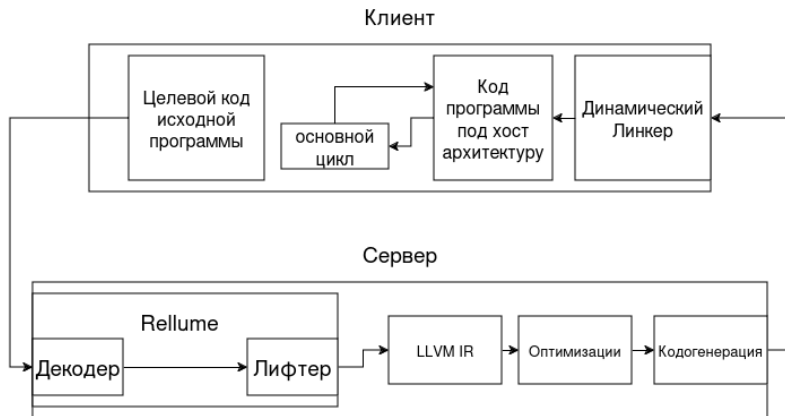 Клиент
Целевой код
исходной
программы
основной
цикл
Код
программы
под хост
архитектуру
Динамический
Линкер
Сервер
Rellume
Декодер
Лифтер
LLVM IR
Оптимизации
Кодогенерация